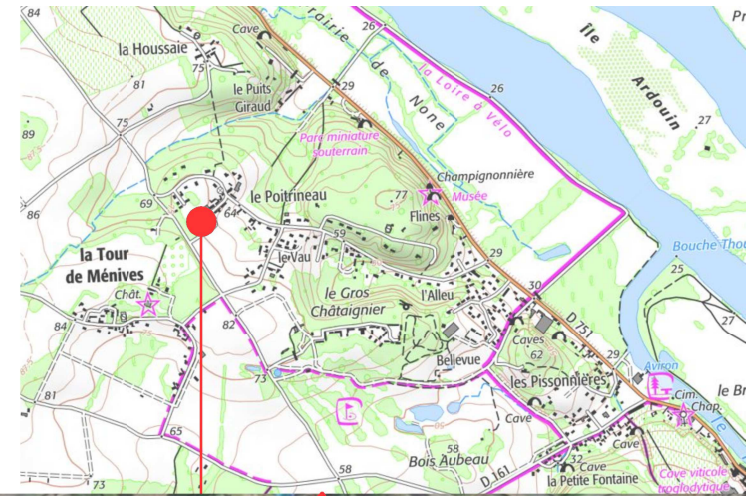 84
la Houssaie
Cave
rairie
de
None
26
la Loire à Vélo
26
Île
Ardouin
27
Pr
75
81
le Puits
Giraud
29
89
75
Parc miniature
souterrain
Champignonnière
Musée
77
Flines
86
69
le Poitrineau
64
59
la Tour
de Ménives
Chât.
le Vau
29
Bouche Tho
25
le Gros
Châtaignier
l'Alleu
30
84
82
D 751
27
Caves
62
Bellevue
29
Aviron
73
les Pissonnières
le Br
Cim.
Chap.
81
Cave
65
Cave
58
Bois Aubeau
32
Cave
la Petite Fontaine
D 161
58
73
Cave viticole
troglodytique